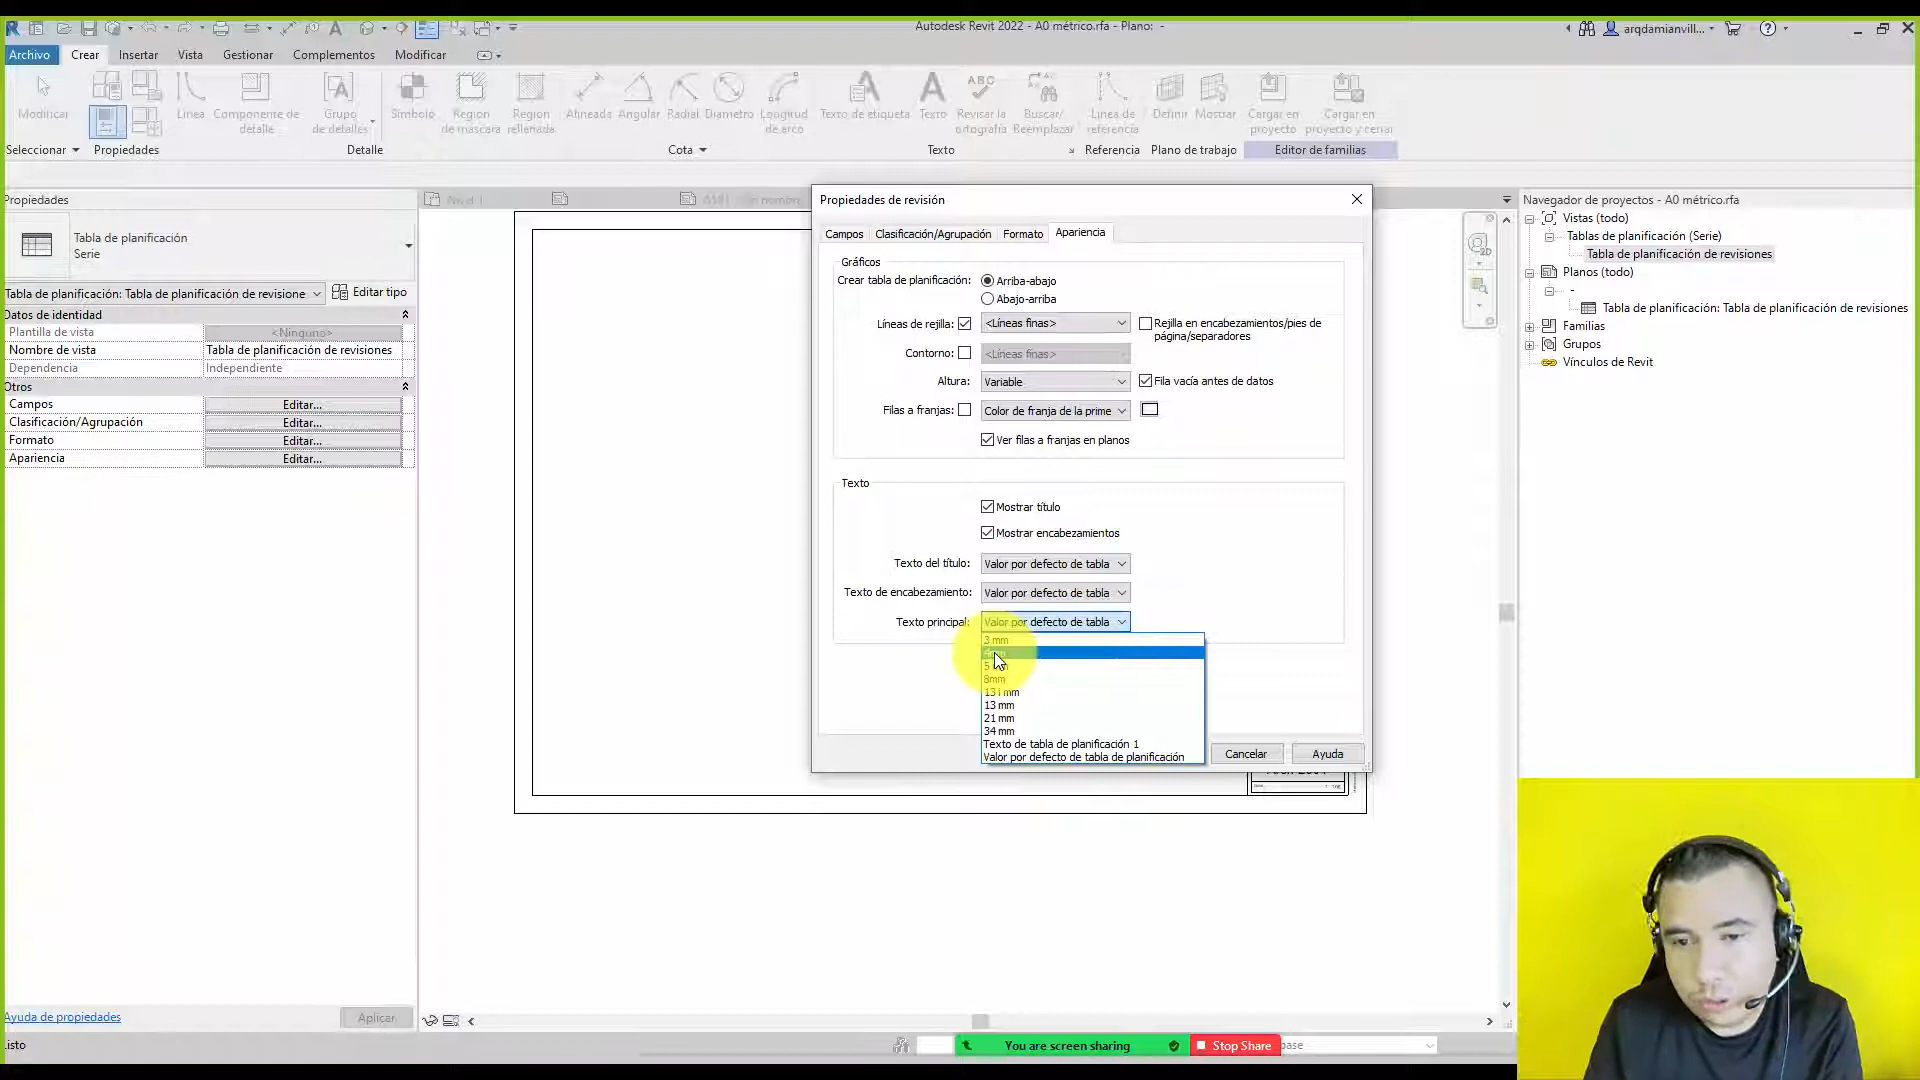 Autodesk Revit 2022 - A0 métrico.rfa - Plano: -
arqdamianvill...
Archivo
Crear
Insertar
Vista
Gestionar
Complementos
Modificar
Modificar
Línea
Componente de
detalle
Grupo
de detalles
Símbolo
Región
de máscara
Región
rellenada
Alineada
Angular
Radial
Diámetro
Longitud
de arco
Texto de etiqueta
Texto
Revisar la
ortografía
Buscar/
Reemplazar
Línea de
referencia
Definir
Mostrar
Cargar en
proyecto
Cargar en
proyecto y cerrar
Seleccionar
Propiedades
Detalle
Cota
Texto
Referencia
Plano de trabajo
Editor de familias
Propiedades
Tabla de planificación
Serie
Tabla de planificación: Tabla de planificación de revisione
Editar tipo
Datos de identidad
Plantilla de vista
<Ninguno>
Nombre de vista
Tabla de planificación de revisiones
Dependencia
Independiente
Otros
Campos
Editar...
Clasificación/Agrupación
Editar...
Formato
Editar...
Apariencia
Editar...
Ayuda de propiedades
Aplicar
Propiedades de revisión
Campos
Clasificación/Agrupación
Formato
Apariencia
Gráficos
Crear tabla de planificación:
Arriba-abajo
Abajo-arriba
Líneas de rejilla:
<Líneas finas>
Rejilla en encabezamientos/pies de
página/separadores
Contorno:
<Líneas finas>
Altura:
Variable
Fila vacía antes de datos
Filas a franjas:
Color de franja de la prime
Ver filas a franjas en planos
Texto
Mostrar título
Mostrar encabezamientos
Texto del título:
Valor por defecto de tabla
Texto de encabezamiento:
Valor por defecto de tabla
Texto principal:
Valor por defecto de tabla
3 mm
8mm
13 mm
21 mm
34 mm
Texto de tabla de planificación 1
Valor por defecto de tabla de planificación
Cancelar
Ayuda
Navegador de proyectos - A0 métrico.rfa
Vistas (todo)
Tablas de planificación (Serie)
Tabla de planificación de revisiones
Planos (todo)
-
Tabla de planificación: Tabla de planificación de revisiones
Familias
Grupos
Vínculos de Revit
2D
You are screen sharing
Stop Share